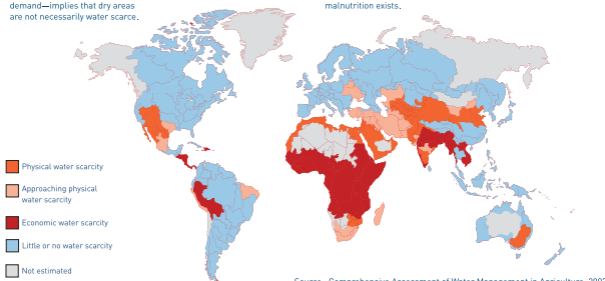 demand—implies that dry areas
are not necessarily water scarce.
malnutrition exists.
Physical water scarcity
Approaching physical
water scarcity
Economic water scarcity
Little or no water scarcity
Not estimated
Source: Comprehensive Assessment of Water Management in Agriculture, 2007